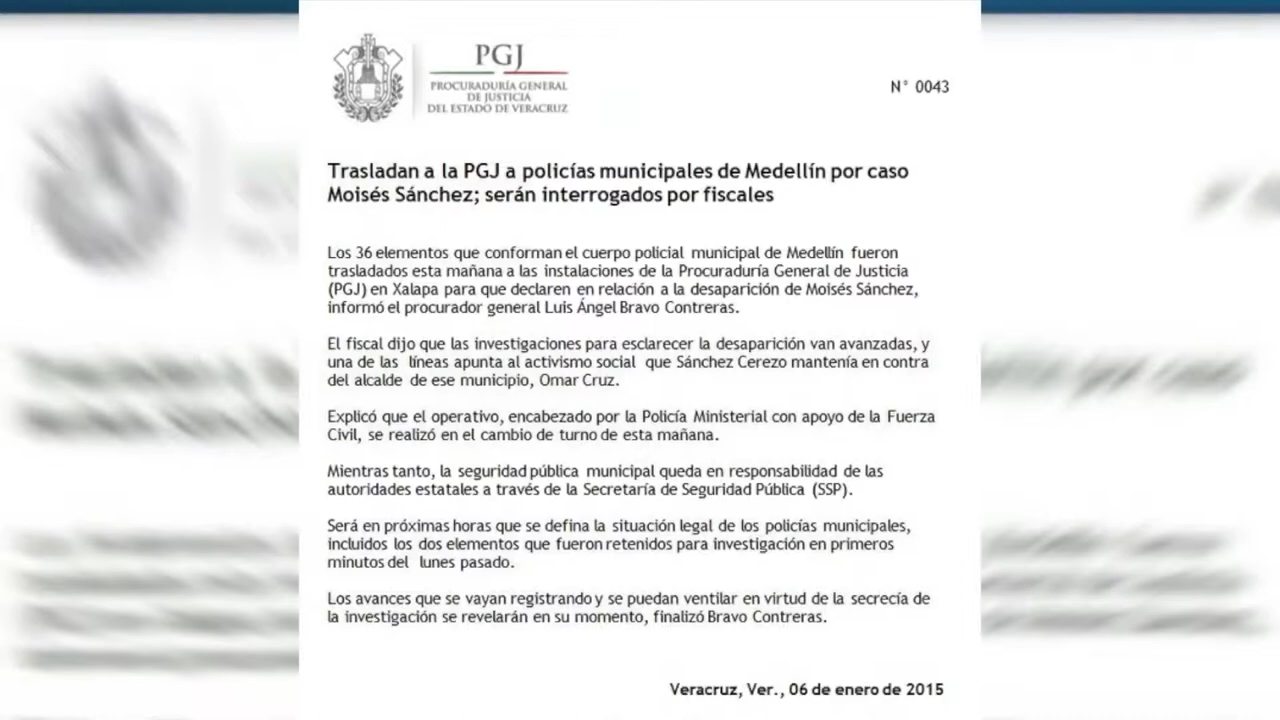 PGJ
PROCURADURÍA GENERAL
DE JUSTICIA
DEL ESTADO DE VERACRUZ
N° 0043
Trasladan a la PGJ a policías municipales de Medellín por caso
Moisés Sánchez; serán interrogados por fiscales
Los 36 elementos que conforman el cuerpo policial municipal de Medellín fueron
trasladados esta mañana a las instalaciones de la Procuraduría General de Justicia
(PGJ) en Xalapa para que declaren en relación a la desaparición de Moisés Sánchez,
informó el procurador general Luis Ángel Bravo Contreras.
El fiscal dijo que las investigaciones para esclarecer la desaparición van avanzadas, y
una de las líneas apunta al activismo social que Sánchez Cerezo mantenía en contra
del alcalde de ese municipio, Omar Cruz.
Explicó que el operativo, encabezado por la Policía Ministerial con apoyo de la Fuerza
Civil, se realizó en el cambio de turno de esta mañana.
Mientras tanto, la seguridad pública municipal queda en responsabilidad de las
autoridades estatales a través de la Secretaría de Seguridad Pública (SSP).
Será en próximas horas que se defina la situación legal de los policías municipales,
incluidos los dos elementos que fueron retenidos para investigación en primeros
minutos del lunes pasado.
Los avances que se vayan registrando y se puedan ventilar en virtud de la secrecía de
la investigación se revelarán en su momento, finalizó Bravo Contreras.
Veracruz, Ver., 06 de enero de 2015